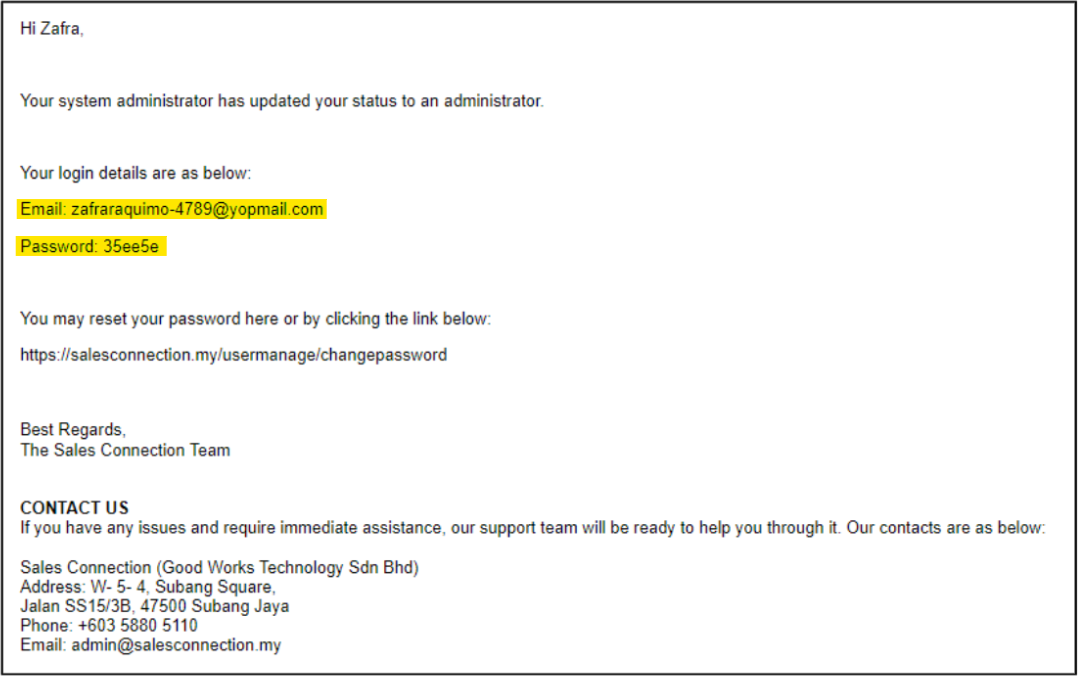 Hi Zafra,
Your system administrator has updated your status to an administrator.
Your login details are as below:
Email: zafraraquimo-4789@yopmail.com
Password: 35ee5e
You may reset your password here or by clicking the link below:
https://salesconnection.my/usermanage/changepassword
Best Regards,
The Sales Connection Team
CONTACT US
If you have any issues and require immediate assistance, our support team will be ready to help you through it. Our contacts are as below:
Sales Connection (Good Works Technology Sdn Bhd)
Address: W- 5- 4, Subang Square,
Jalan SS15/3B, 47500 Subang Jaya
Phone: +603 5880 5110
Email: admin@salesconnection.my